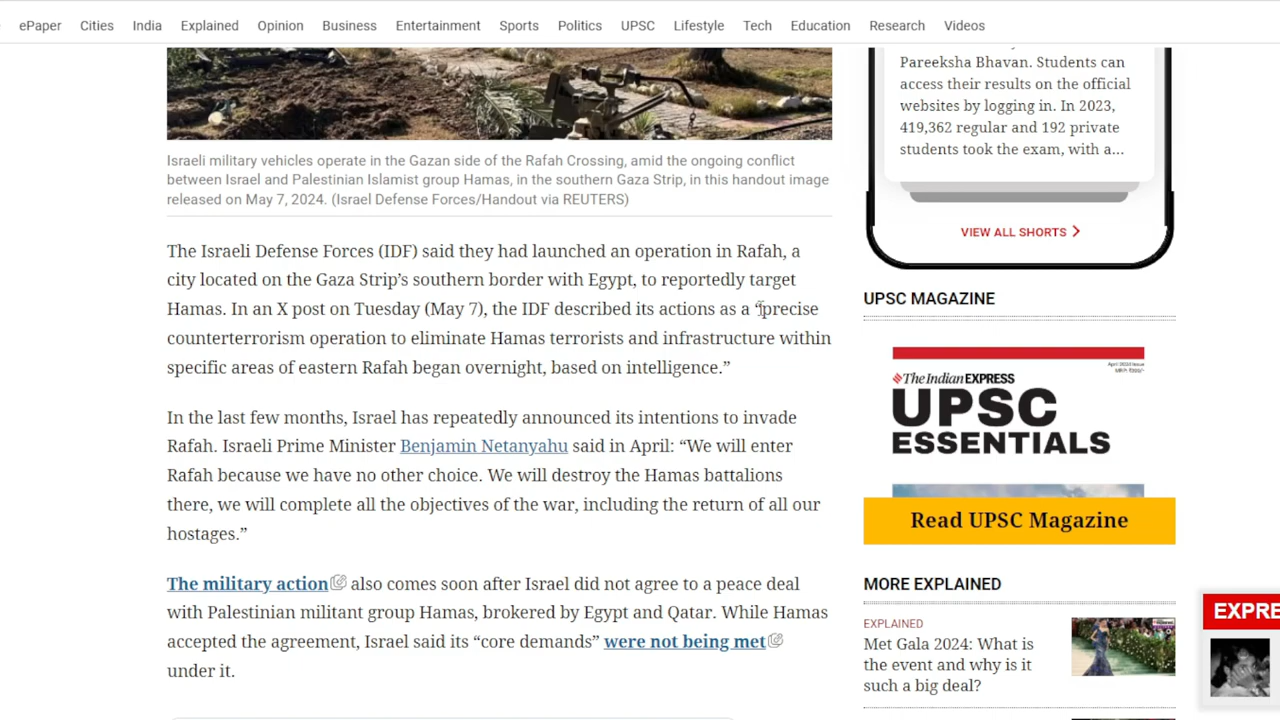 ePaper Cities India Explained Opinion Business Entertainment Sports Politics UPSC Lifestyle Tech Education Research Videos
Israeli military vehicles operate in the Gazan side of the Rafah Crossing, amid the ongoing conflict
between Israel and Palestinian Islamist group Hamas, in the southern Gaza Strip, in this handout image
released on May 7, 2024. (Israel Defense Forces/Handout via REUTERS)
The Israeli Defense Forces (IDF) said they had launched an operation in Rafah, a
city located on the Gaza Strip’s southern border with Egypt, to reportedly target
Hamas. In an X post on Tuesday (May 7), the IDF described its actions as a “precise
counterterrorism operation to eliminate Hamas terrorists and infrastructure within
specific areas of eastern Rafah began overnight, based on intelligence.”
In the last few months, Israel has repeatedly announced its intentions to invade
Rafah. Israeli Prime Minister Benjamin Netanyahu said in April: “We will enter
Rafah because we have no other choice. We will destroy the Hamas battalions
there, we will complete all the objectives of the war, including the return of all our
hostages.”
The military action also comes soon after Israel did not agree to a peace deal
with Palestinian militant group Hamas, brokered by Egypt and Qatar. While Hamas
accepted the agreement, Israel said its “core demands” were not being met
under it.
Pareeksha Bhavan. Students can
access their results on the official
websites by logging in. In 2023,
419,362 regular and 192 private
students took the exam, with a...
VIEW ALL SHORTS
UPSC MAGAZINE
The Indian EXPRESS
UPSC
ESSENTIALS
Read UPSC Magazine
MORE EXPLAINED
EXPLAINED
Met Gala 2024: What is
the event and why is it
such a big deal?
EXPRE